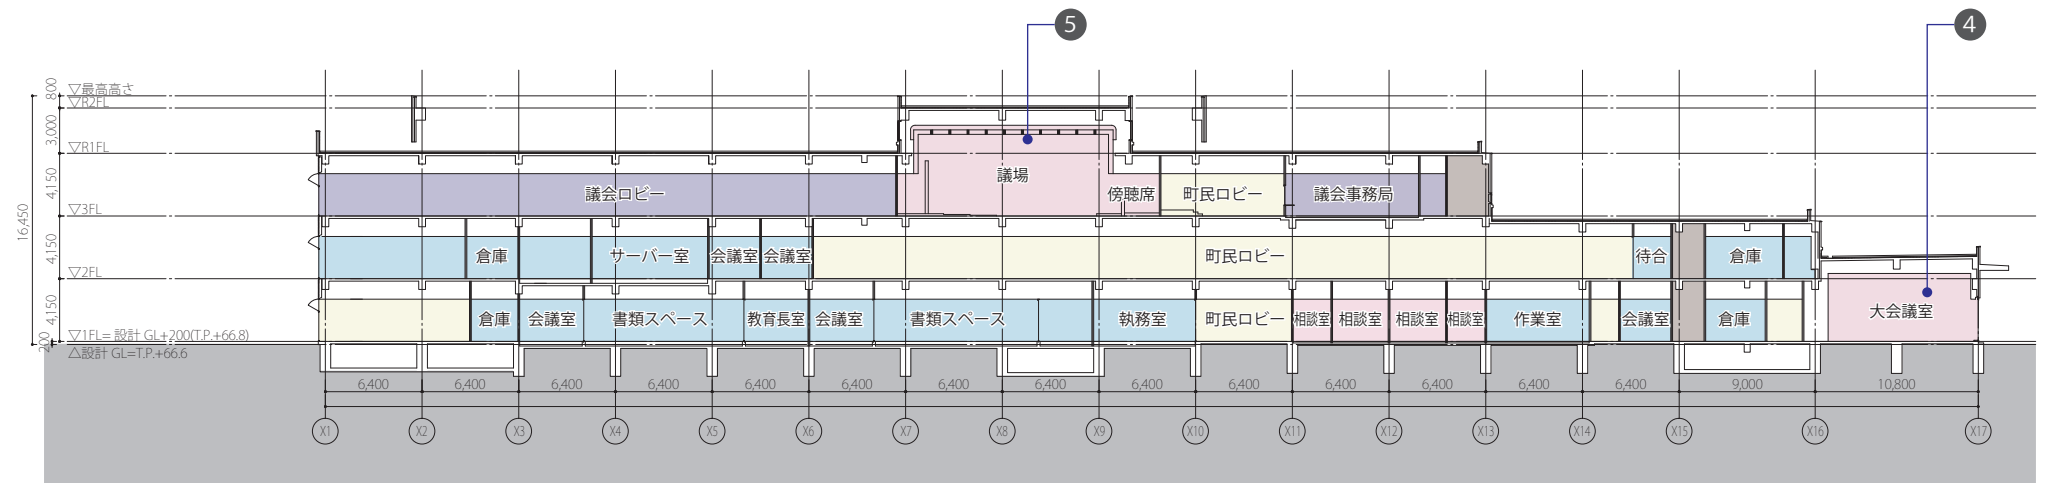 5
4
800
▽最高高さ
▽R2FL
3,000
▽R1FL
4,150
議会ロビー
議場
傍聴席
町民ロビー
議会事務局
16,450
▽3FL
4,150
倉庫
サーバー室
会議室
会議室
町民ロビー
待合
倉庫
▽2FL
4,150
倉庫
会議室
書類スペース
教育長室
会議室
書類スペース
執務室
町民ロビー
相談室
相談室
相談室
相談室
作業室
会議室
倉庫
大会議室
▽1FL= 設計 GL+200(T.P.+66.8)
200
△設計 GL=T.P.+66.6
6,400 6,400 6,400 6,400 6,400 6,400 6,400 6,400 6,400 6,400 6,400 6,400 6,400 6,400 9,000 10,800
X1 X2 X3 X4 X5 X6 X7 X8 X9 X10 X11 X12 X13 X14 X15 X16 X17